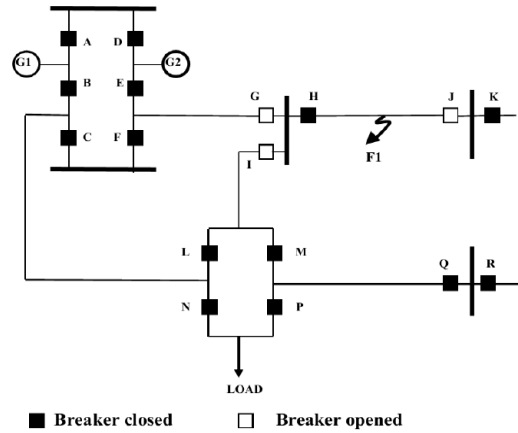 A D
G1 G2
B E
G H J K
C F
I F1
L M
Q R
N P
LOAD
Breaker closed Breaker opened